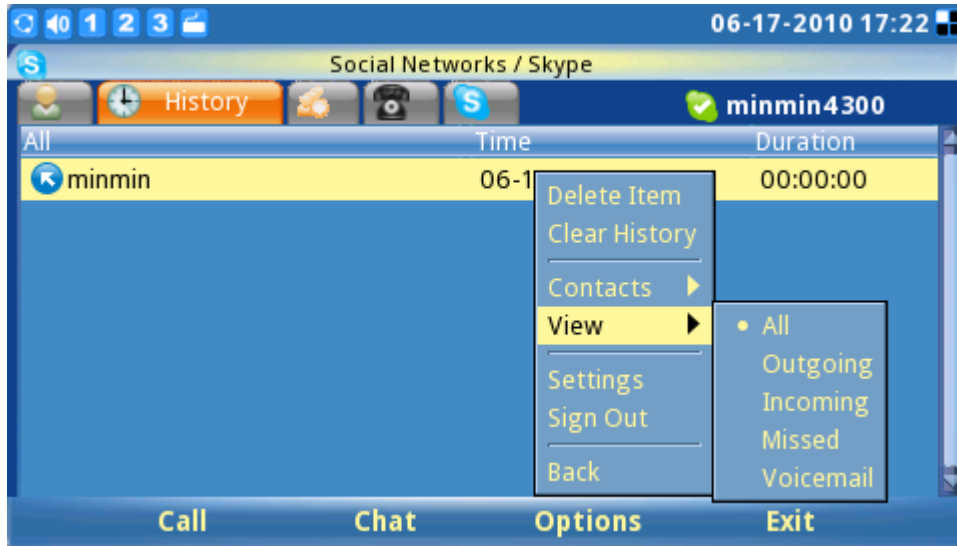 1 2 3 06-17-2010 17:22
Social Networks / Skype
History minmin4300
All Time Duration
minmin 06-1 00:00:00
Delete Item
Clear History
Contacts
View
Settings
Sign Out
Back
All
Outgoing
Incoming
Missed
Voicemail
Call Chat Options Exit